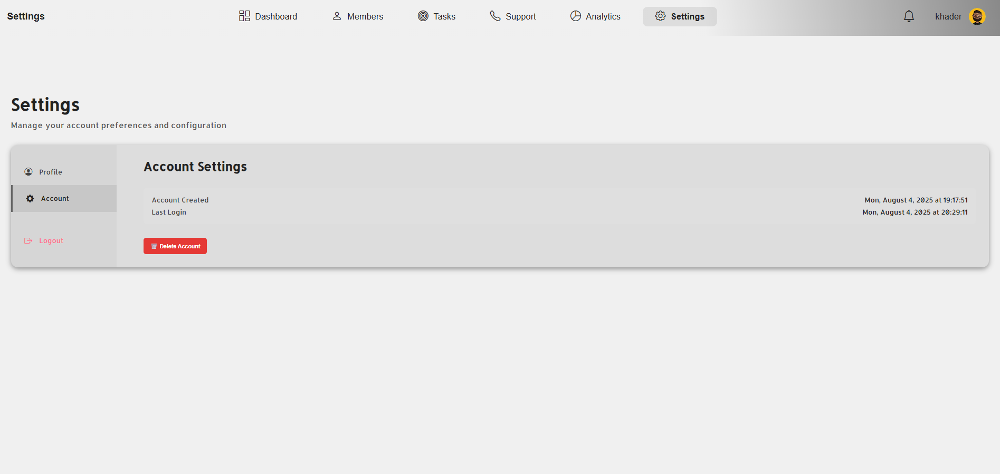 Settings Dashboard Members Tasks Support Analytics Settings khader
Settings
Manage your account preferences and configuration
Profile
Account
Logout
Account Settings
Account Created Mon, August 4, 2025 at 19:17:51
Last Login Mon, August 4, 2025 at 20:29:11
Delete Account